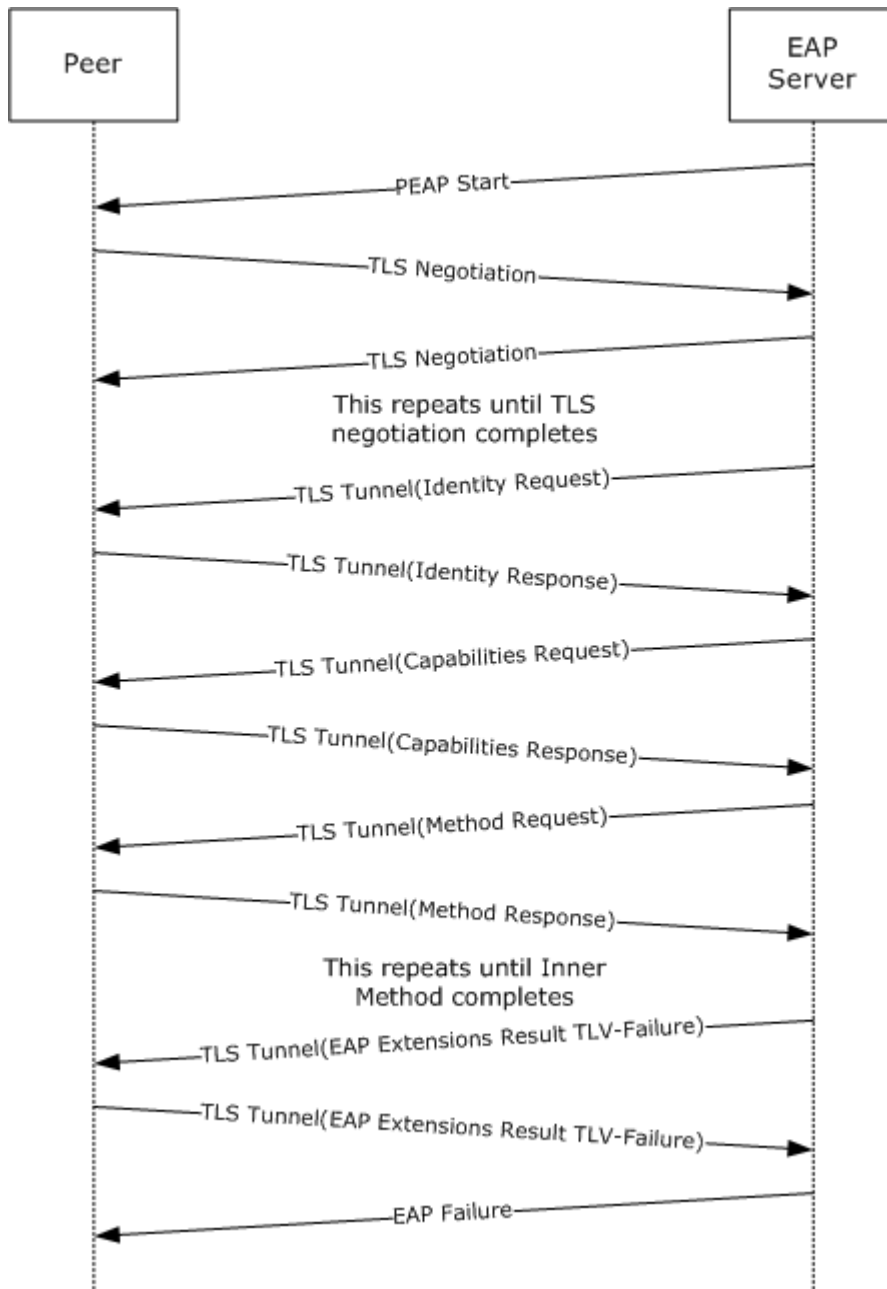 Peer
EAP
Server
PEAP Start
TLS Negotiation
TLS Negotiation
This repeats until TLS
negotiation completes
TLS Tunnel(Identity Request)
TLS Tunnel(Identity Response)
TLS Tunnel(Capabilities Request)
TLS Tunnel(Capabilities Response)
TLS Tunnel(Method Request)
TLS Tunnel(Method Response)
This repeats until Inner
Method completes
TLS Tunnel(EAP Extensions Result TLV-Failure)
TLS Tunnel(EAP Extensions Result TLV-Failure)
EAP Failure